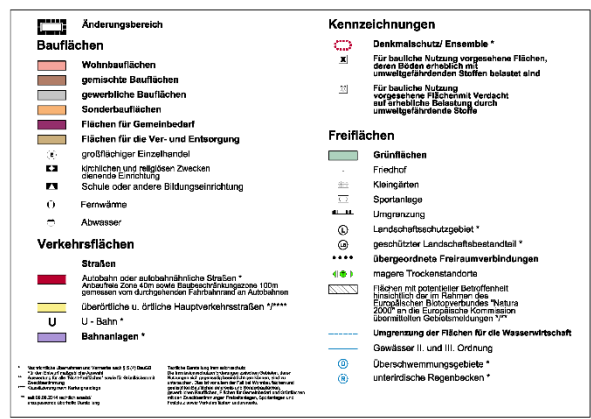 Änderungsbereich
Bauflächen
Wohnbauflächen
gemischte Bauflächen
gewerbliche Bauflächen
Sonderbauflächen
Flächen für Gemeinbedarf
Flächen für die Ver- und Entsorgung
großflächiger Einzelhandel
kirchlichen und religiösen Zwecken
dienende Einrichtung
Schule oder andere Bildungseinrichtung
Fernwärme
Abwasser
Verkehrsflächen
Straßen
Autobahn oder autobahnähnliche Straßen *
Anbaufreie Zone 40m sowie Baubeschränkungszone 100m
gemessen vom durchgehenden Fahrbahnrand an Autobahnen
überörtliche u. örtliche Hauptverkehrsstraßen */****
U U - Bahn *
Bahnanlagen *
Kennzeichnungen
Denkmalschutz/ Ensemble *
Für bauliche Nutzung vorgesehene Flächen,
deren Böden erheblich mit
umweltgefährdenden Stoffen belastet sind
Für bauliche Nutzung
vorgesehene Flächenmit Verdacht
auf erhebliche Belastung durch
umweltgefährdende Stoffe
Freiflächen
Grünflächen
Friedhof
Kleingärten
Sportanlage
Umgrenzung
L Landschaftsschutzgebiet *
geschützter Landschaftsbestandteil *
übergeordnete Freiraumverbindungen
magere Trockenstandorte
Flächen mit potentieller Betroffenheit
hinsichtlich der im Rahmen des
Europäischen Biotopverbundes "Natura
2000" an die Europäische Kommission
übermittelten Gebietsmeldungen */**
Umgrenzung der Flächen für die Wasserwirtschaft
Gewässer II. und III. Ordnung
Überschwemmungsgebiete *
unterirdische Regenbecken *